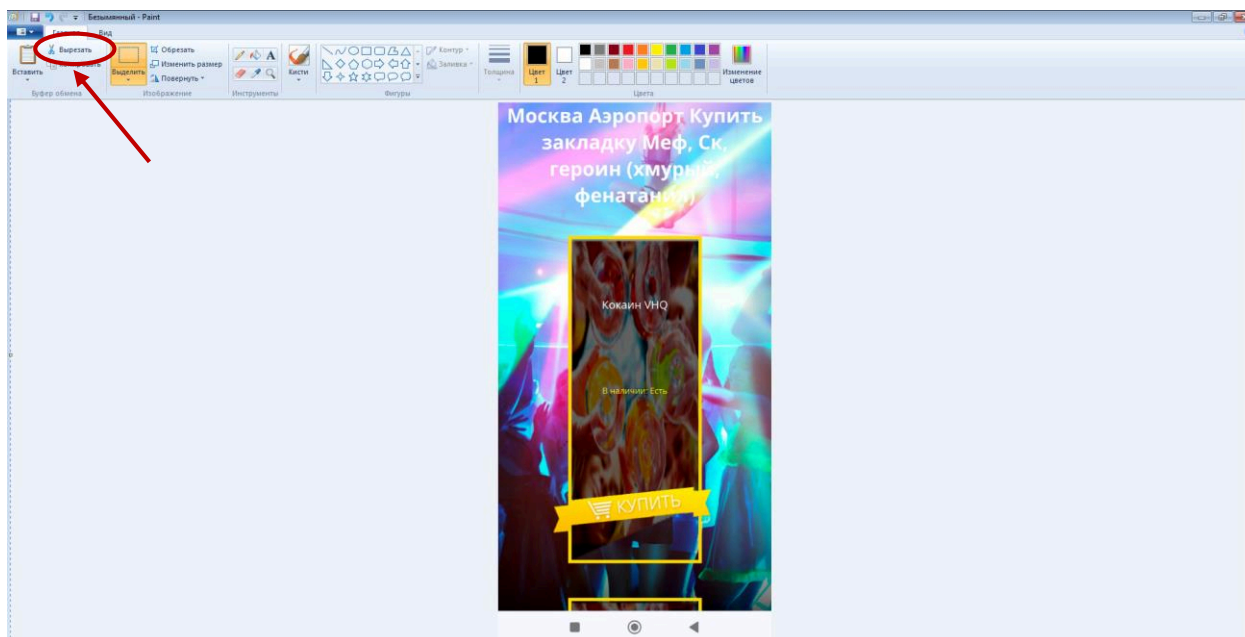 Безымянный - Paint
Главная Вид
Вставить
Вырезать
Копировать
Буфер обмена
Выделить
Обрезать
Изменить размер
Повернуть
Изображение
A
Инструменты
Кисти
Контур
Заливка
Фигуры
Толщина
Цвет 1
Цвет 2
Изменение цветов
Цвета
Москва Аэропорт Купить
закладку Меф, Ск,
героин (хмурый,
фенатанил)
Кокаин VHQ
В наличии: Есть
КУПИТЬ